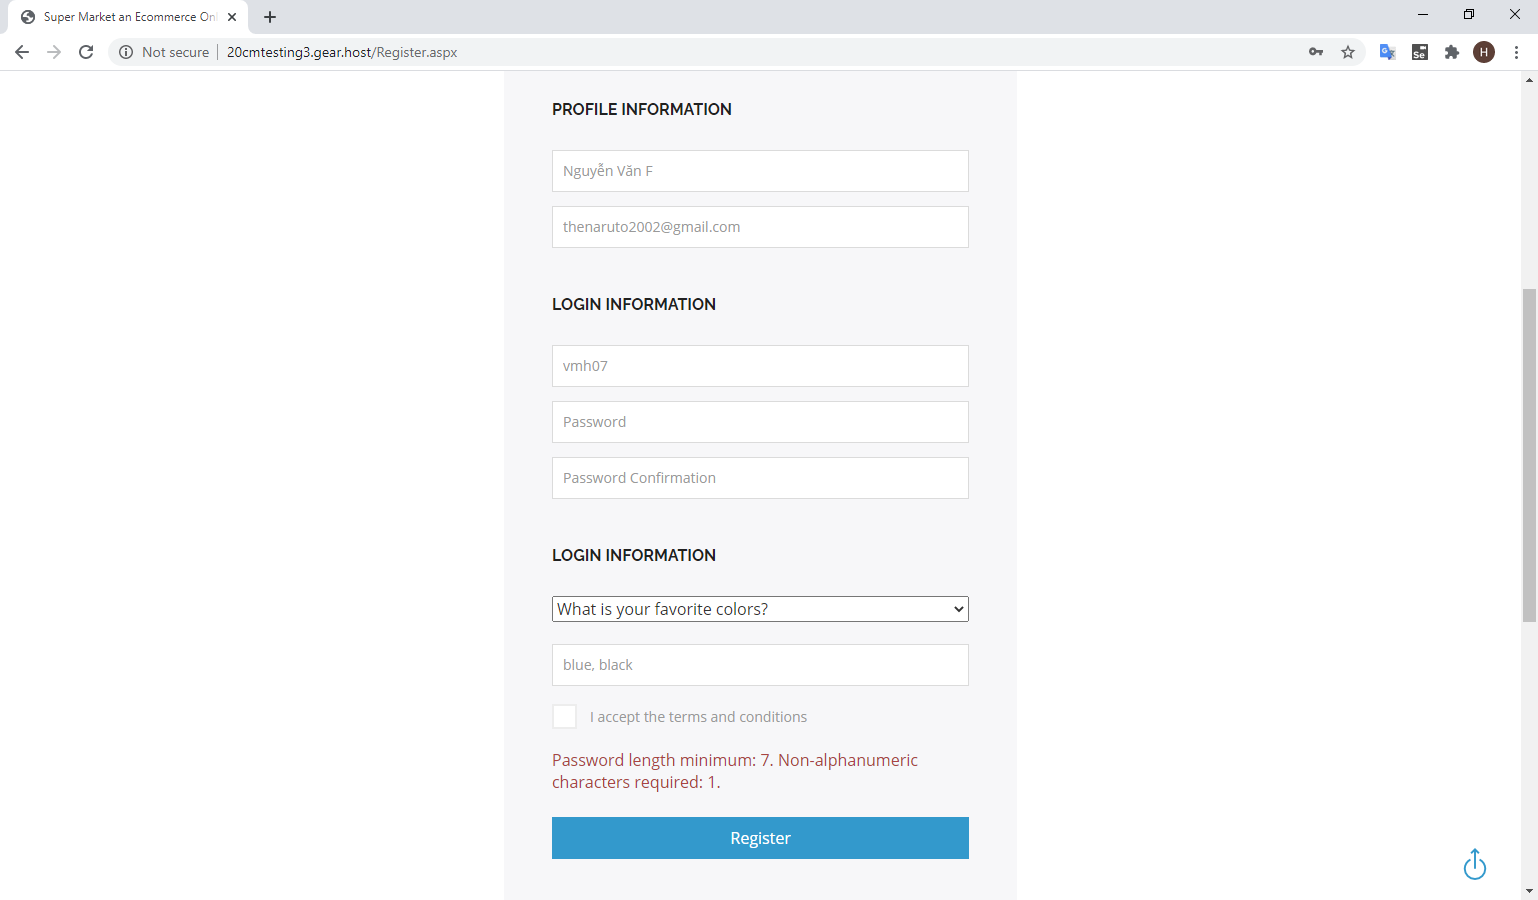 Super Market an Ecommerce Onl
Not secure
20cmtesting3.gear.host/Register.aspx
Se
H
PROFILE INFORMATION
Nguyễn Văn F
thenaruto2002@gmail.com
LOGIN INFORMATION
vmh07
Password
Password Confirmation
LOGIN INFORMATION
What is your favorite colors?
blue, black
I accept the terms and conditions
Password length minimum: 7. Non-alphanumeric
characters required: 1.
Register